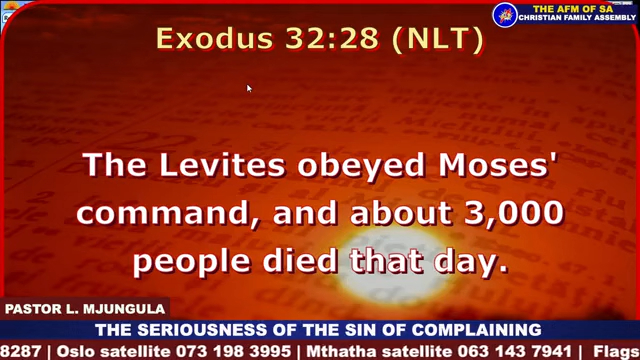 Exodus 32:28 (NLT)
THE AFM OF SA
CHRISTIAN FAMILY ASSEMBLY
The Levites obeyed Moses'
command, and about 3,000
people died that day.
PASTOR L. MJUNGULA
THE SERIOUSNESS OF THE SIN OF COMPLAINING
8287 | Oslo satellite 073 198 3995 | Mthatha satellite 063 143 7941 | Flags